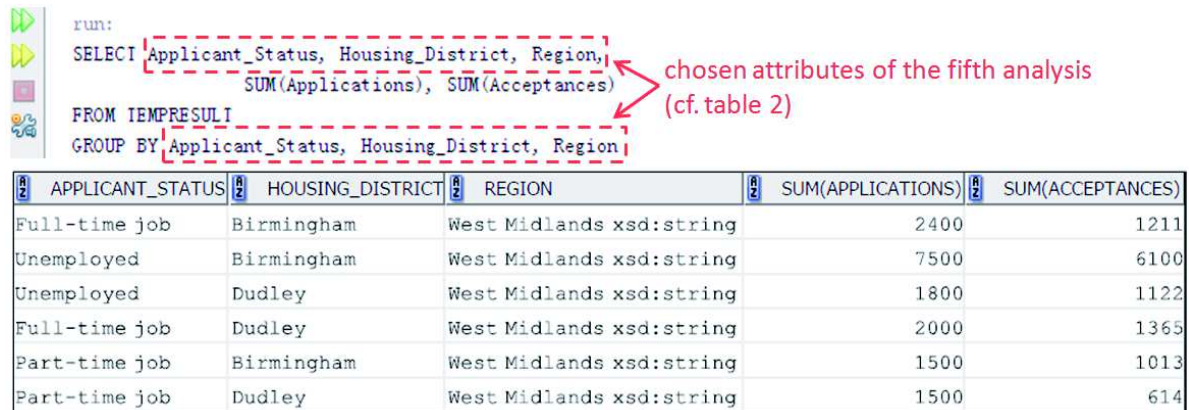 run:
SELECT Applicant_Status, Housing_District, Region,
SUM(Applications), SUM(Acceptances)
FROM TEMPRESULT
GROUP BY Applicant_Status, Housing_District, Region
chosen attributes of the fifth analysis
(cf. table 2)
APPLICANT_STATUS HOUSING_DISTRICT REGION SUM(APPLICATIONS) SUM(ACCEPTANCES)
Full-time job Birmingham West Midlands xsd:string 2400 1211
Unemployed Birmingham West Midlands xsd:string 7500 6100
Unemployed Dudley West Midlands xsd:string 1800 1122
Full-time job Dudley West Midlands xsd:string 2000 1365
Part-time job Birmingham West Midlands xsd:string 1500 1013
Part-time job Dudley West Midlands xsd:string 1500 614